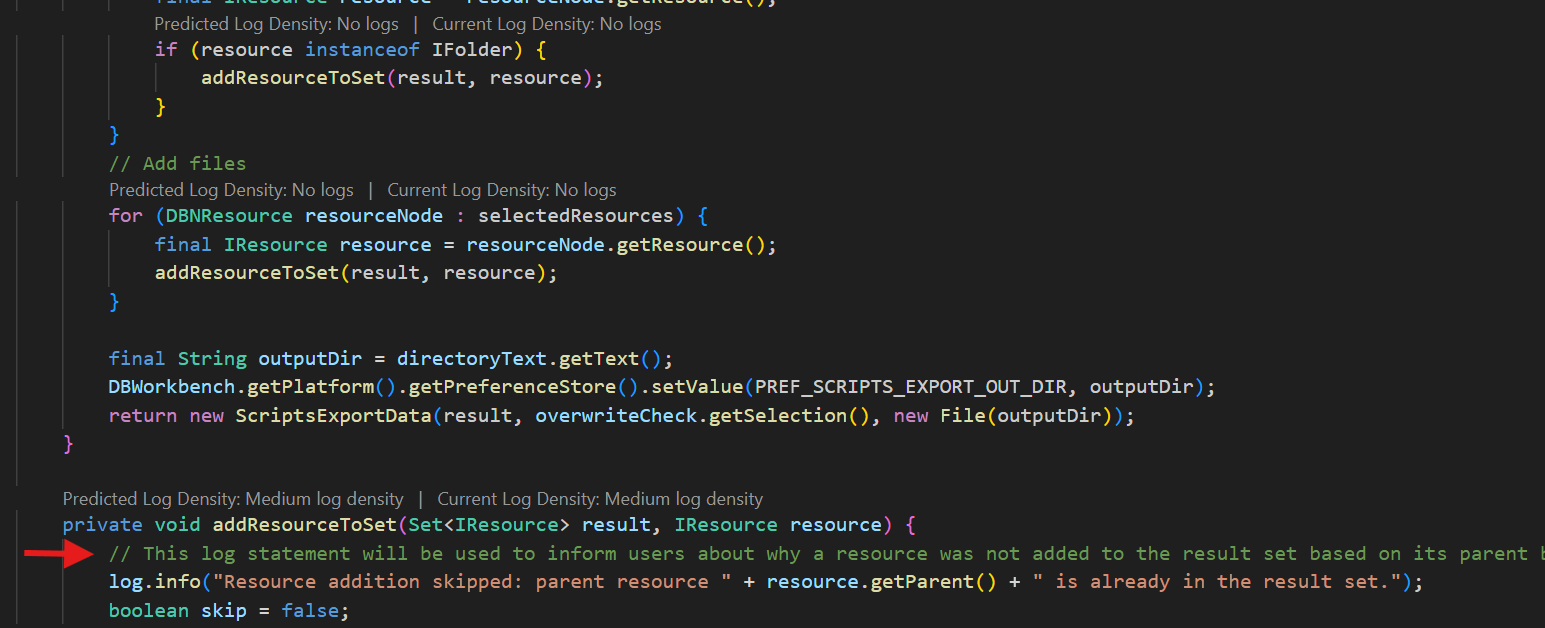 final IResource resource = resourceNode.getResource();
Predicted Log Density: No logs | Current Log Density: No logs
if (resource instanceof IFolder) {
addResourceToSet(result, resource);
}
}
// Add files
Predicted Log Density: No logs | Current Log Density: No logs
for (DBNResource resourceNode : selectedResources) {
final IResource resource = resourceNode.getResource();
addResourceToSet(result, resource);
}
final String outputDir = directoryText.getText();
DBWorkbench.getPlatform().getPreferenceStore().setValue(PREF_SCRIPTS_EXPORT_OUT_DIR, outputDir);
return new ScriptsExportData(result, overwriteCheck.getSelection(), new File(outputDir));
}
Predicted Log Density: Medium log density | Current Log Density: Medium log density
private void addResourceToSet(Set<IResource> result, IResource resource) {
// This log statement will be used to inform users about why a resource was not added to the result set based on its parent
log.info("Resource addition skipped: parent resource " + resource.getParent() + " is already in the result set.");
boolean skip = false;